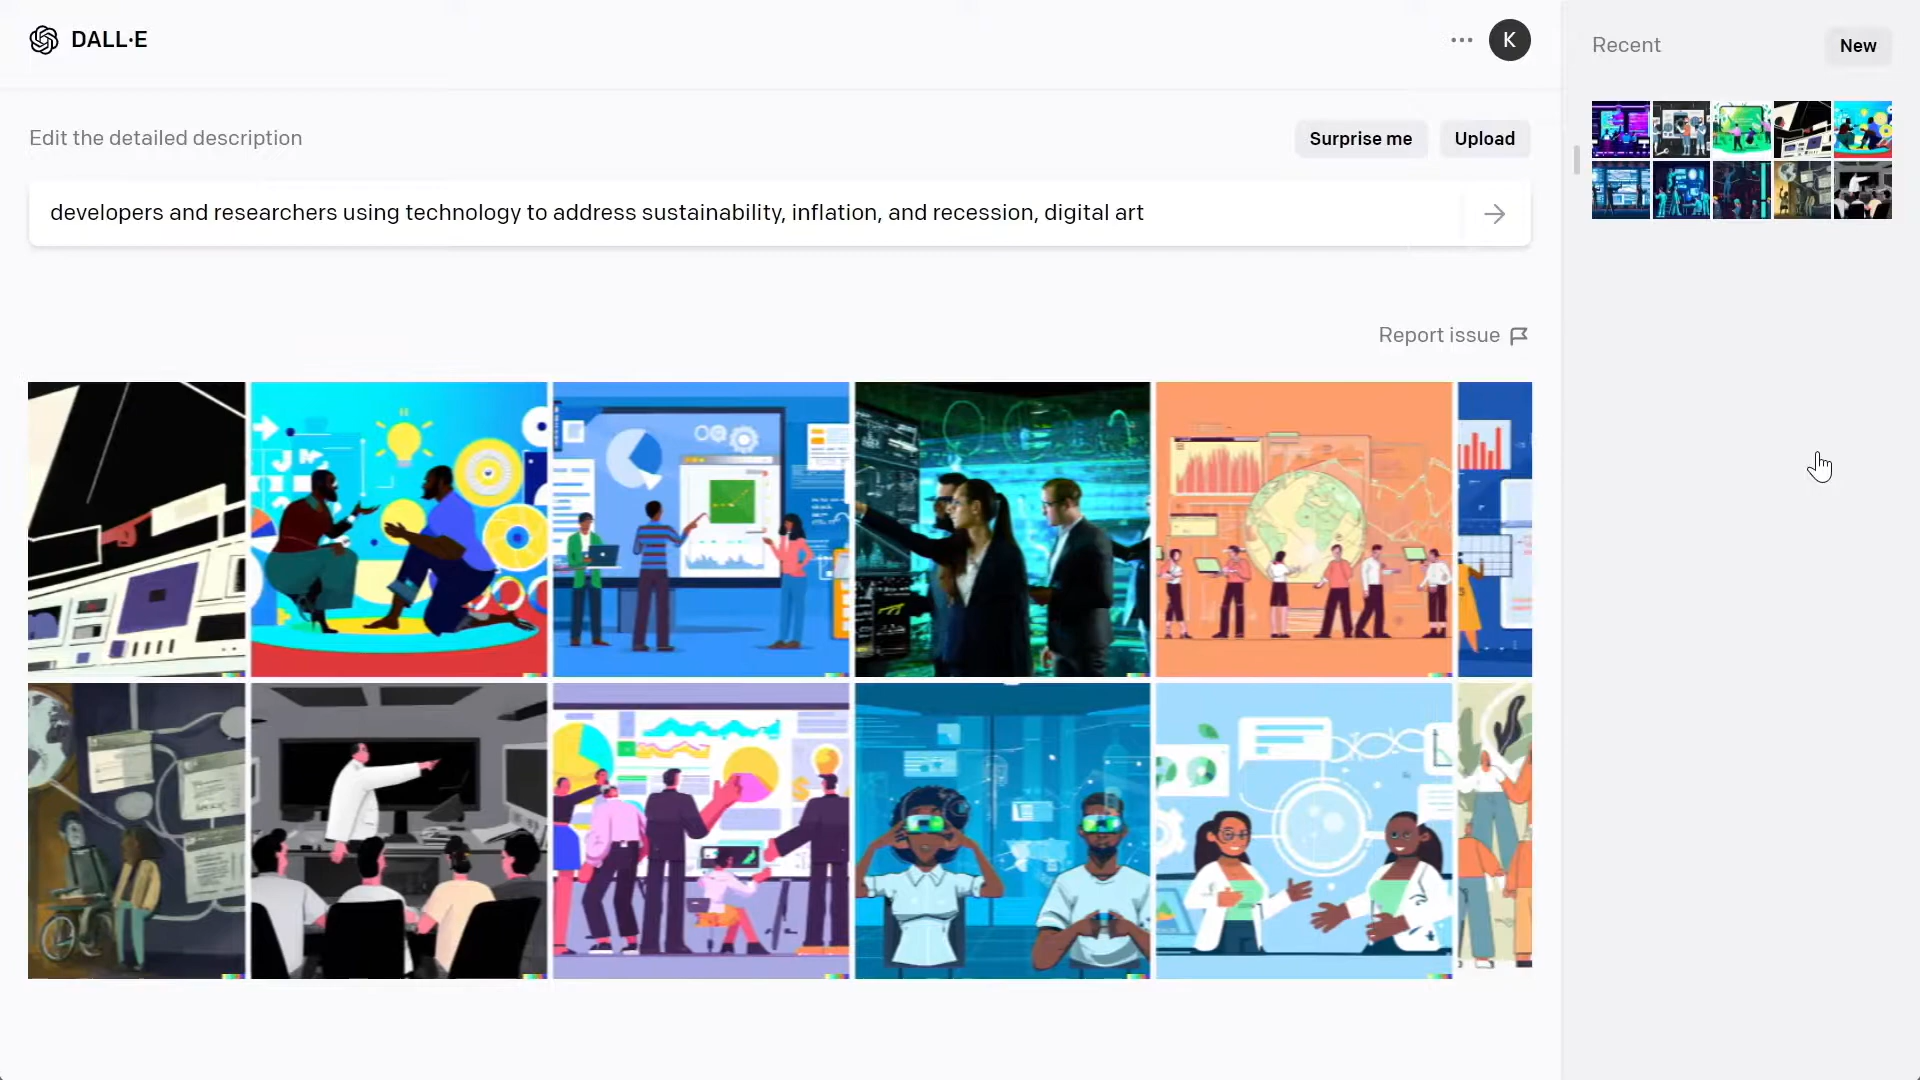 DALL·E
K
Recent
New
Edit the detailed description
Surprise me
Upload
developers and researchers using technology to address sustainability, inflation, and recession, digital art
Report issue